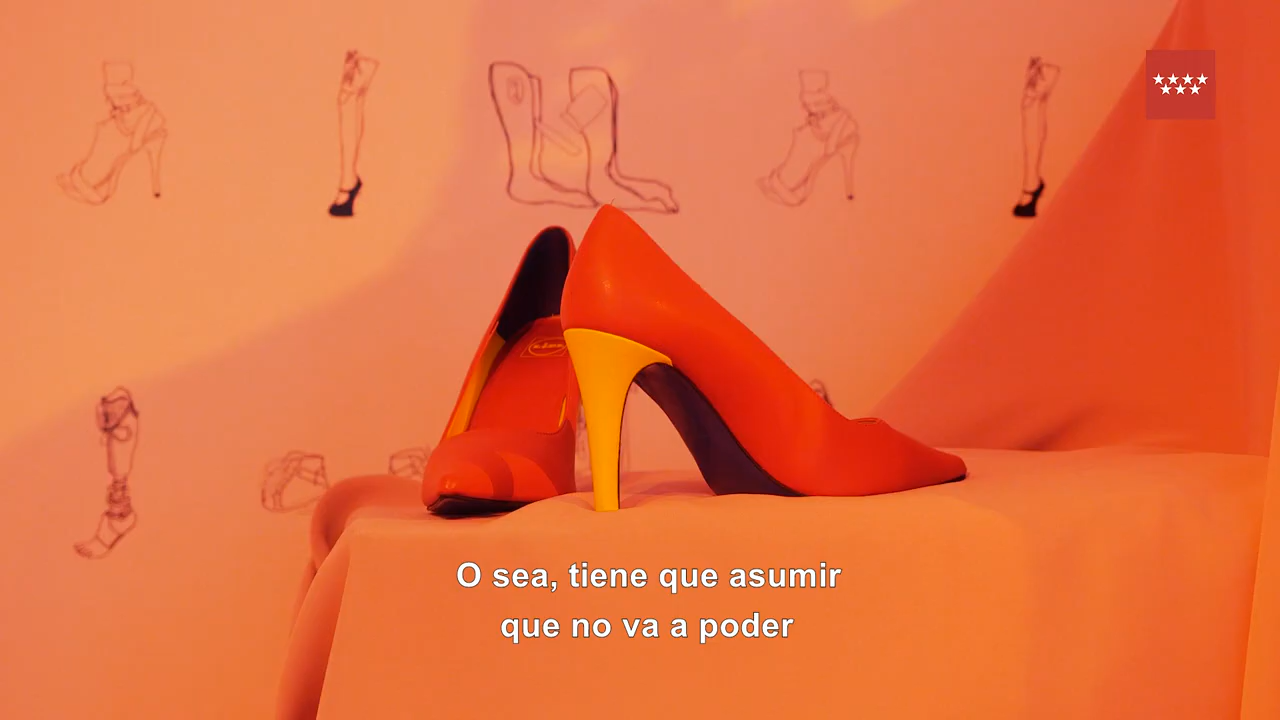 O sea, tiene que asumir
que no va a poder